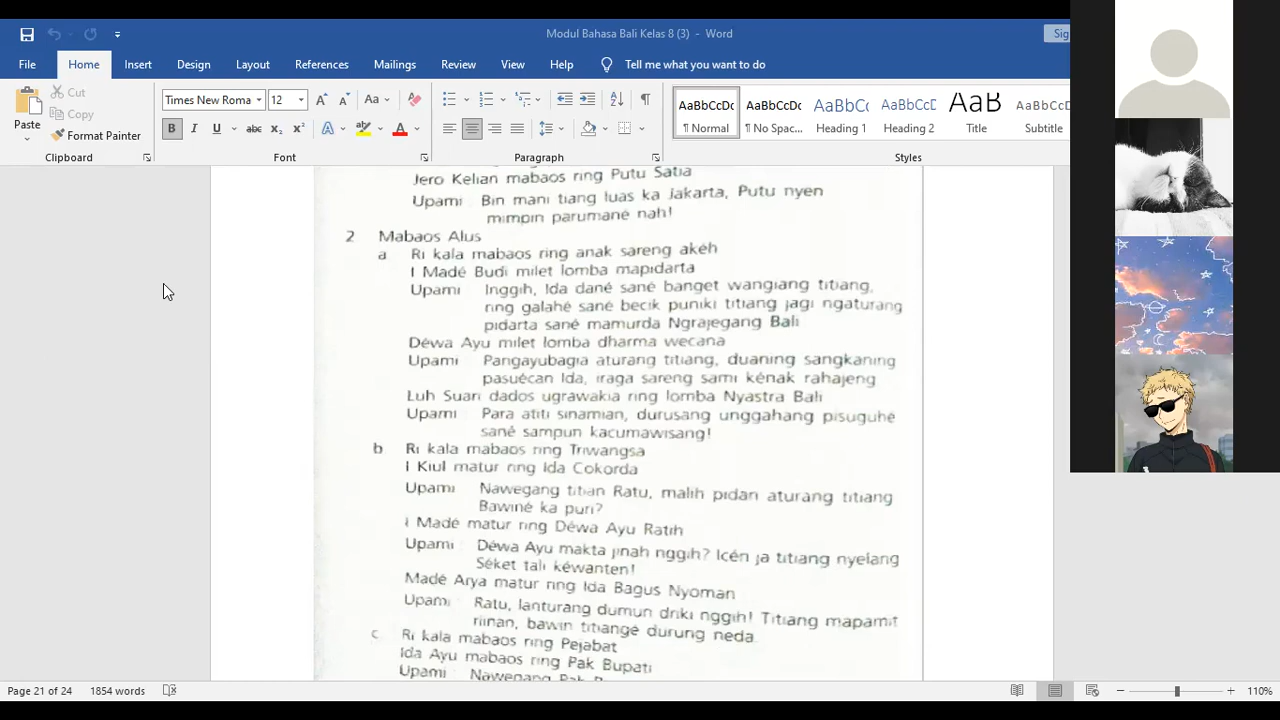 Modul Bahasa Bali Kelas 8 (3) - Word
Sig
File Home Insert Design Layout References Mailings Review View Help Tell me what you want to do
Paste
Cut
Copy
Format Painter
Times New Roma 12
AaBbCcDc AaBbCcDc AaBbCc AaBbCcD AaB AaBbCcD
¶ Normal ¶ No Spac... Heading 1 Heading 2 Title Subtitle
Clipboard Font Paragraph Styles
Jero Kelian mabaos ring Putu Satia
Upami Bin mani tiang luas ka Jakarta, Putu nyen
mimpin parumané nah!
2 Mabaos Alus
a Ri kala mabaos ring anak sareng akéh
I Madé Budi milet lomba mapidarta
Upami Inggih, Ida dané sané banget wangiang titiang,
ring galahé sané becik puniki titiang jagi ngaturang
pidarta sané mamurda Ngrajegang Bali
Déwa Ayu milet lomba dharma wecana
Upami Pangayubagia aturang titiang, duaning sangkaning
pasuécan Ida, iraga sareng sami kénak rahajeng
Luh Suari dados ugrawakia ring lomba Nyastra Bali
Upami Para atiti sinamian, durusang unggahang pisuguhé
sané sampun kacumawisang!
b Ri kala mabaos ring Triwangsa
I Kiul matur ring Ida Cokorda
Upami Nawegang titian Ratu, malih pidan aturang titiang
Bawiné ka puri?
I Madé matur ring Déwa Ayu Ratih
Upami Déwa Ayu makta jinah nggih? Icén ja titiang nyelang
Séket tali kéwanten!
Madé Arya matur ring Ida Bagus Nyoman
Upami Ratu, lanturang dumun driki nggih! Titiang mapamit
riinan, bawin titiangé durung neda.
c Ri kala mabaos ring Pejabat
Ida Ayu mabaos ring Pak Bupati
Upami Nawegang Pak
Page 21 of 24 1854 words 110%